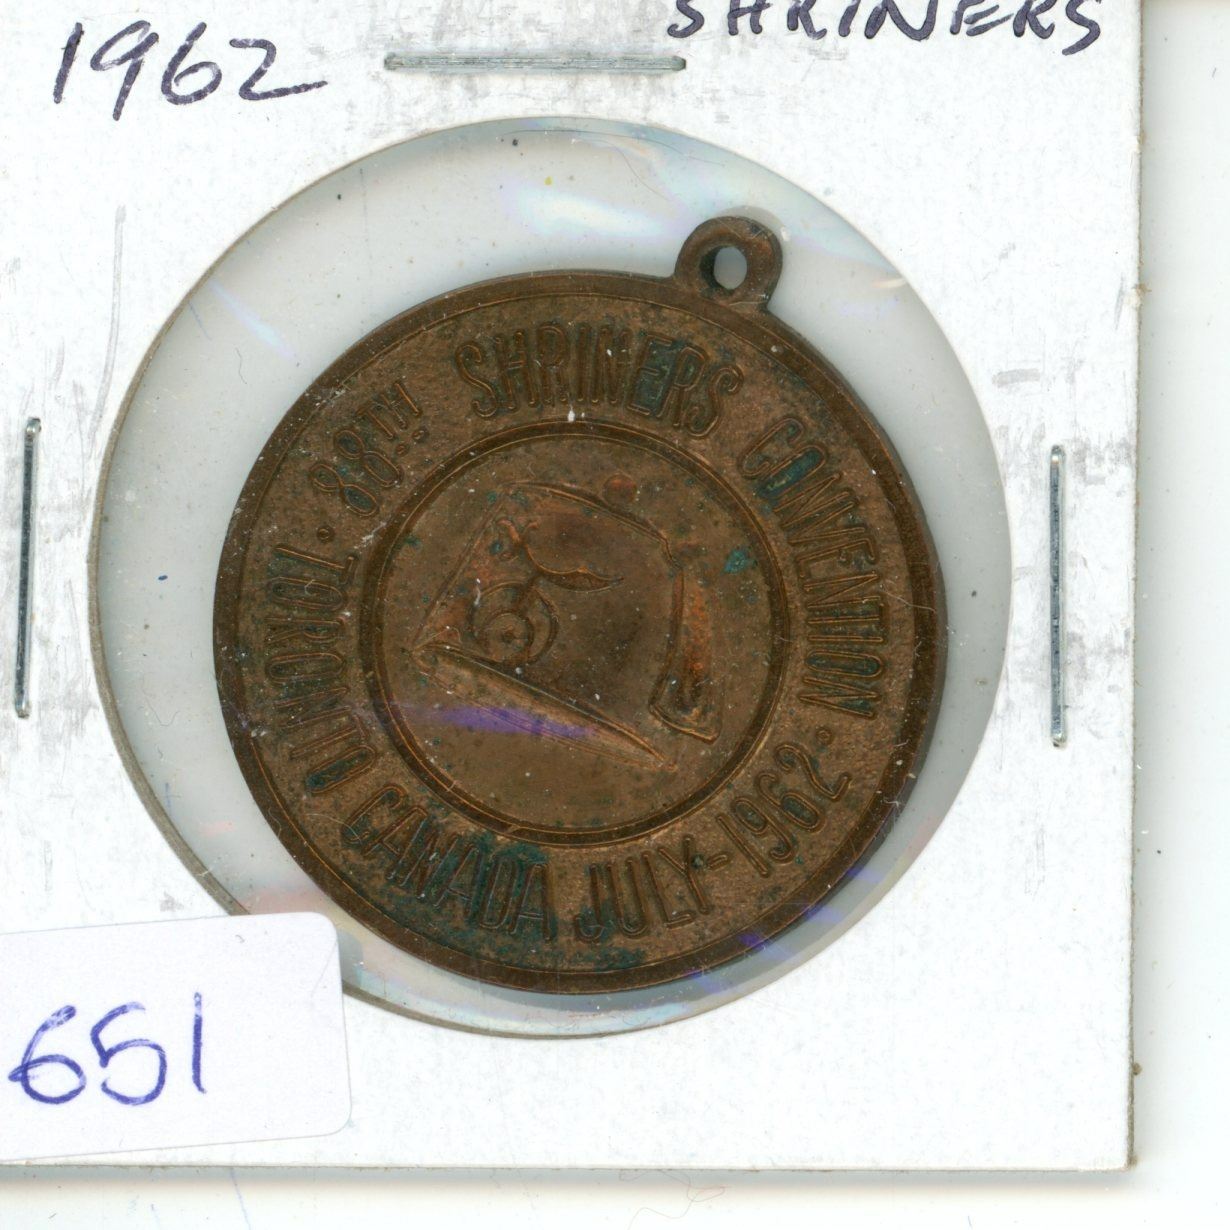 1962
SHRINERS
· 88TH SHRINERS CONVENTION ·
TORONTO CANADA JULY-1962
651